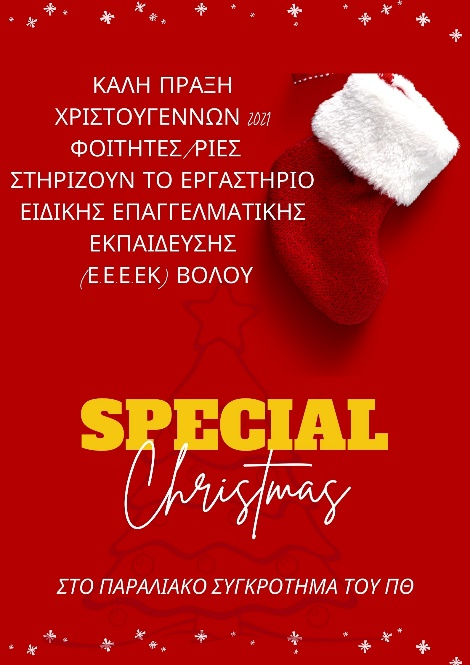 ΚΑΛΗ ΠΡΑΞΗ
ΧΡΙΣΤΟΥΓΕΝΝΩΝ 2021
ΦΟΙΤΗΤΕΣ/ΡΙΕΣ
ΣΤΗΡΙΖΟΥΝ ΤΟ ΕΡΓΑΣΤΗΡΙΟ
ΕΙΔΙΚΗΣ ΕΠΑΓΓΕΛΜΑΤΙΚΗΣ
ΕΚΠΑΙΔΕΥΣΗΣ
(Ε.Ε.Ε.ΕΚ) ΒΟΛΟΥ
SPECIAL
Christmas
ΣΤΟ ΠΑΡΑΛΙΑΚΟ ΣΥΓΚΡΟΤΗΜΑ ΤΟΥ ΠΘ